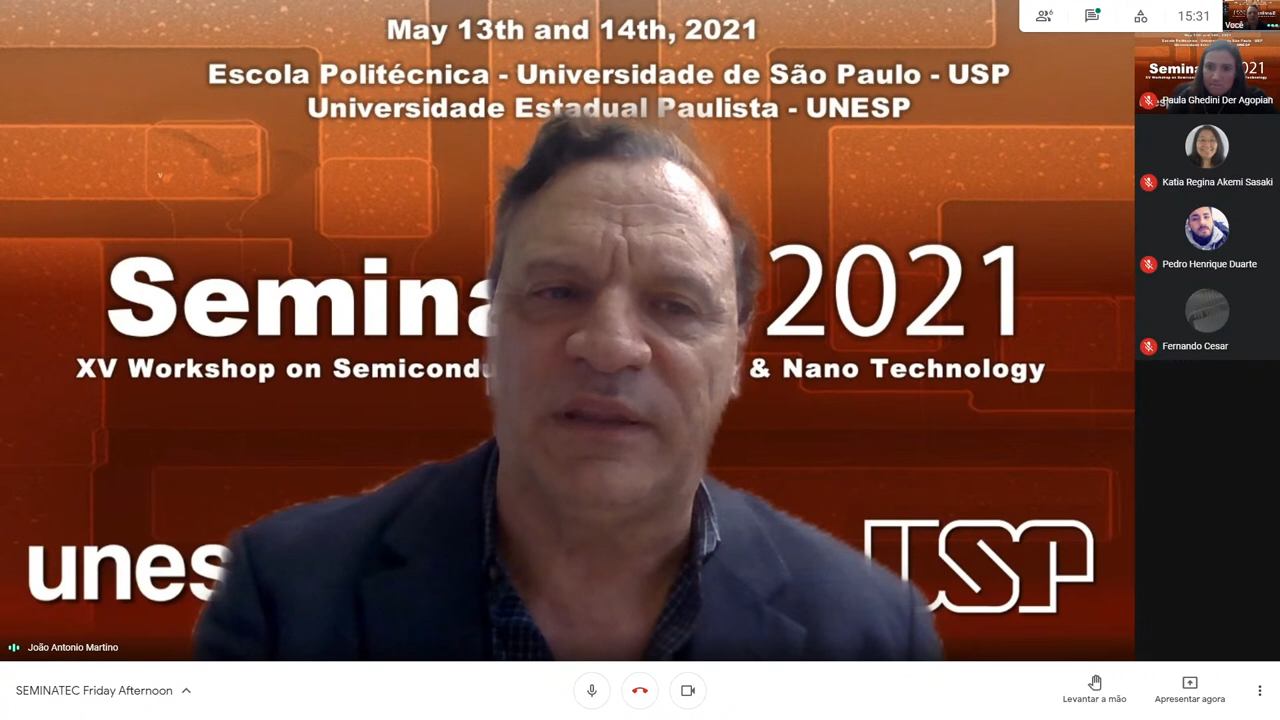 May 13th and 14th, 2021
Escola Politécnica - Universidade de São Paulo - USP
Universidade Estadual Paulista - UNESP
Semina 2021
XV Workshop on Semicondu & Nano Technology
unes
USP
João Antonio Martino
15:31
Você
Paula Ghedini Der Agopian
Katia Regina Akemi Sasaki
Pedro Henrique Duarte
Fernando Cesar
SEMINATEC Friday Afternoon
Levantar a mão
Apresentar agora